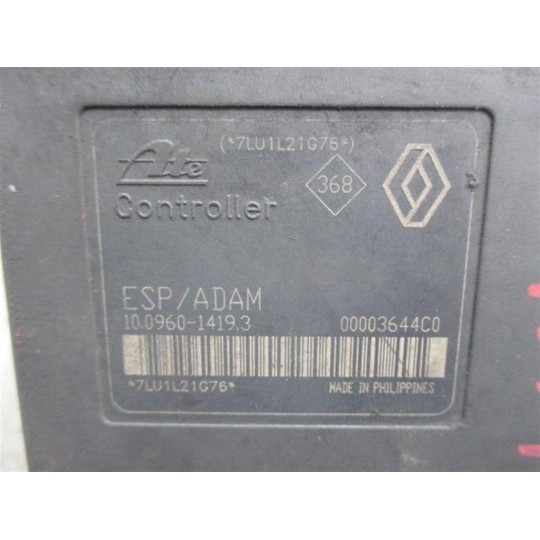 (*7LU1L21G76*)
Ate
368
Controller
ESP/ADAM
10.0960-1419.3 00003644C0
*7LU1L21G76* MADE IN PHILIPPINES